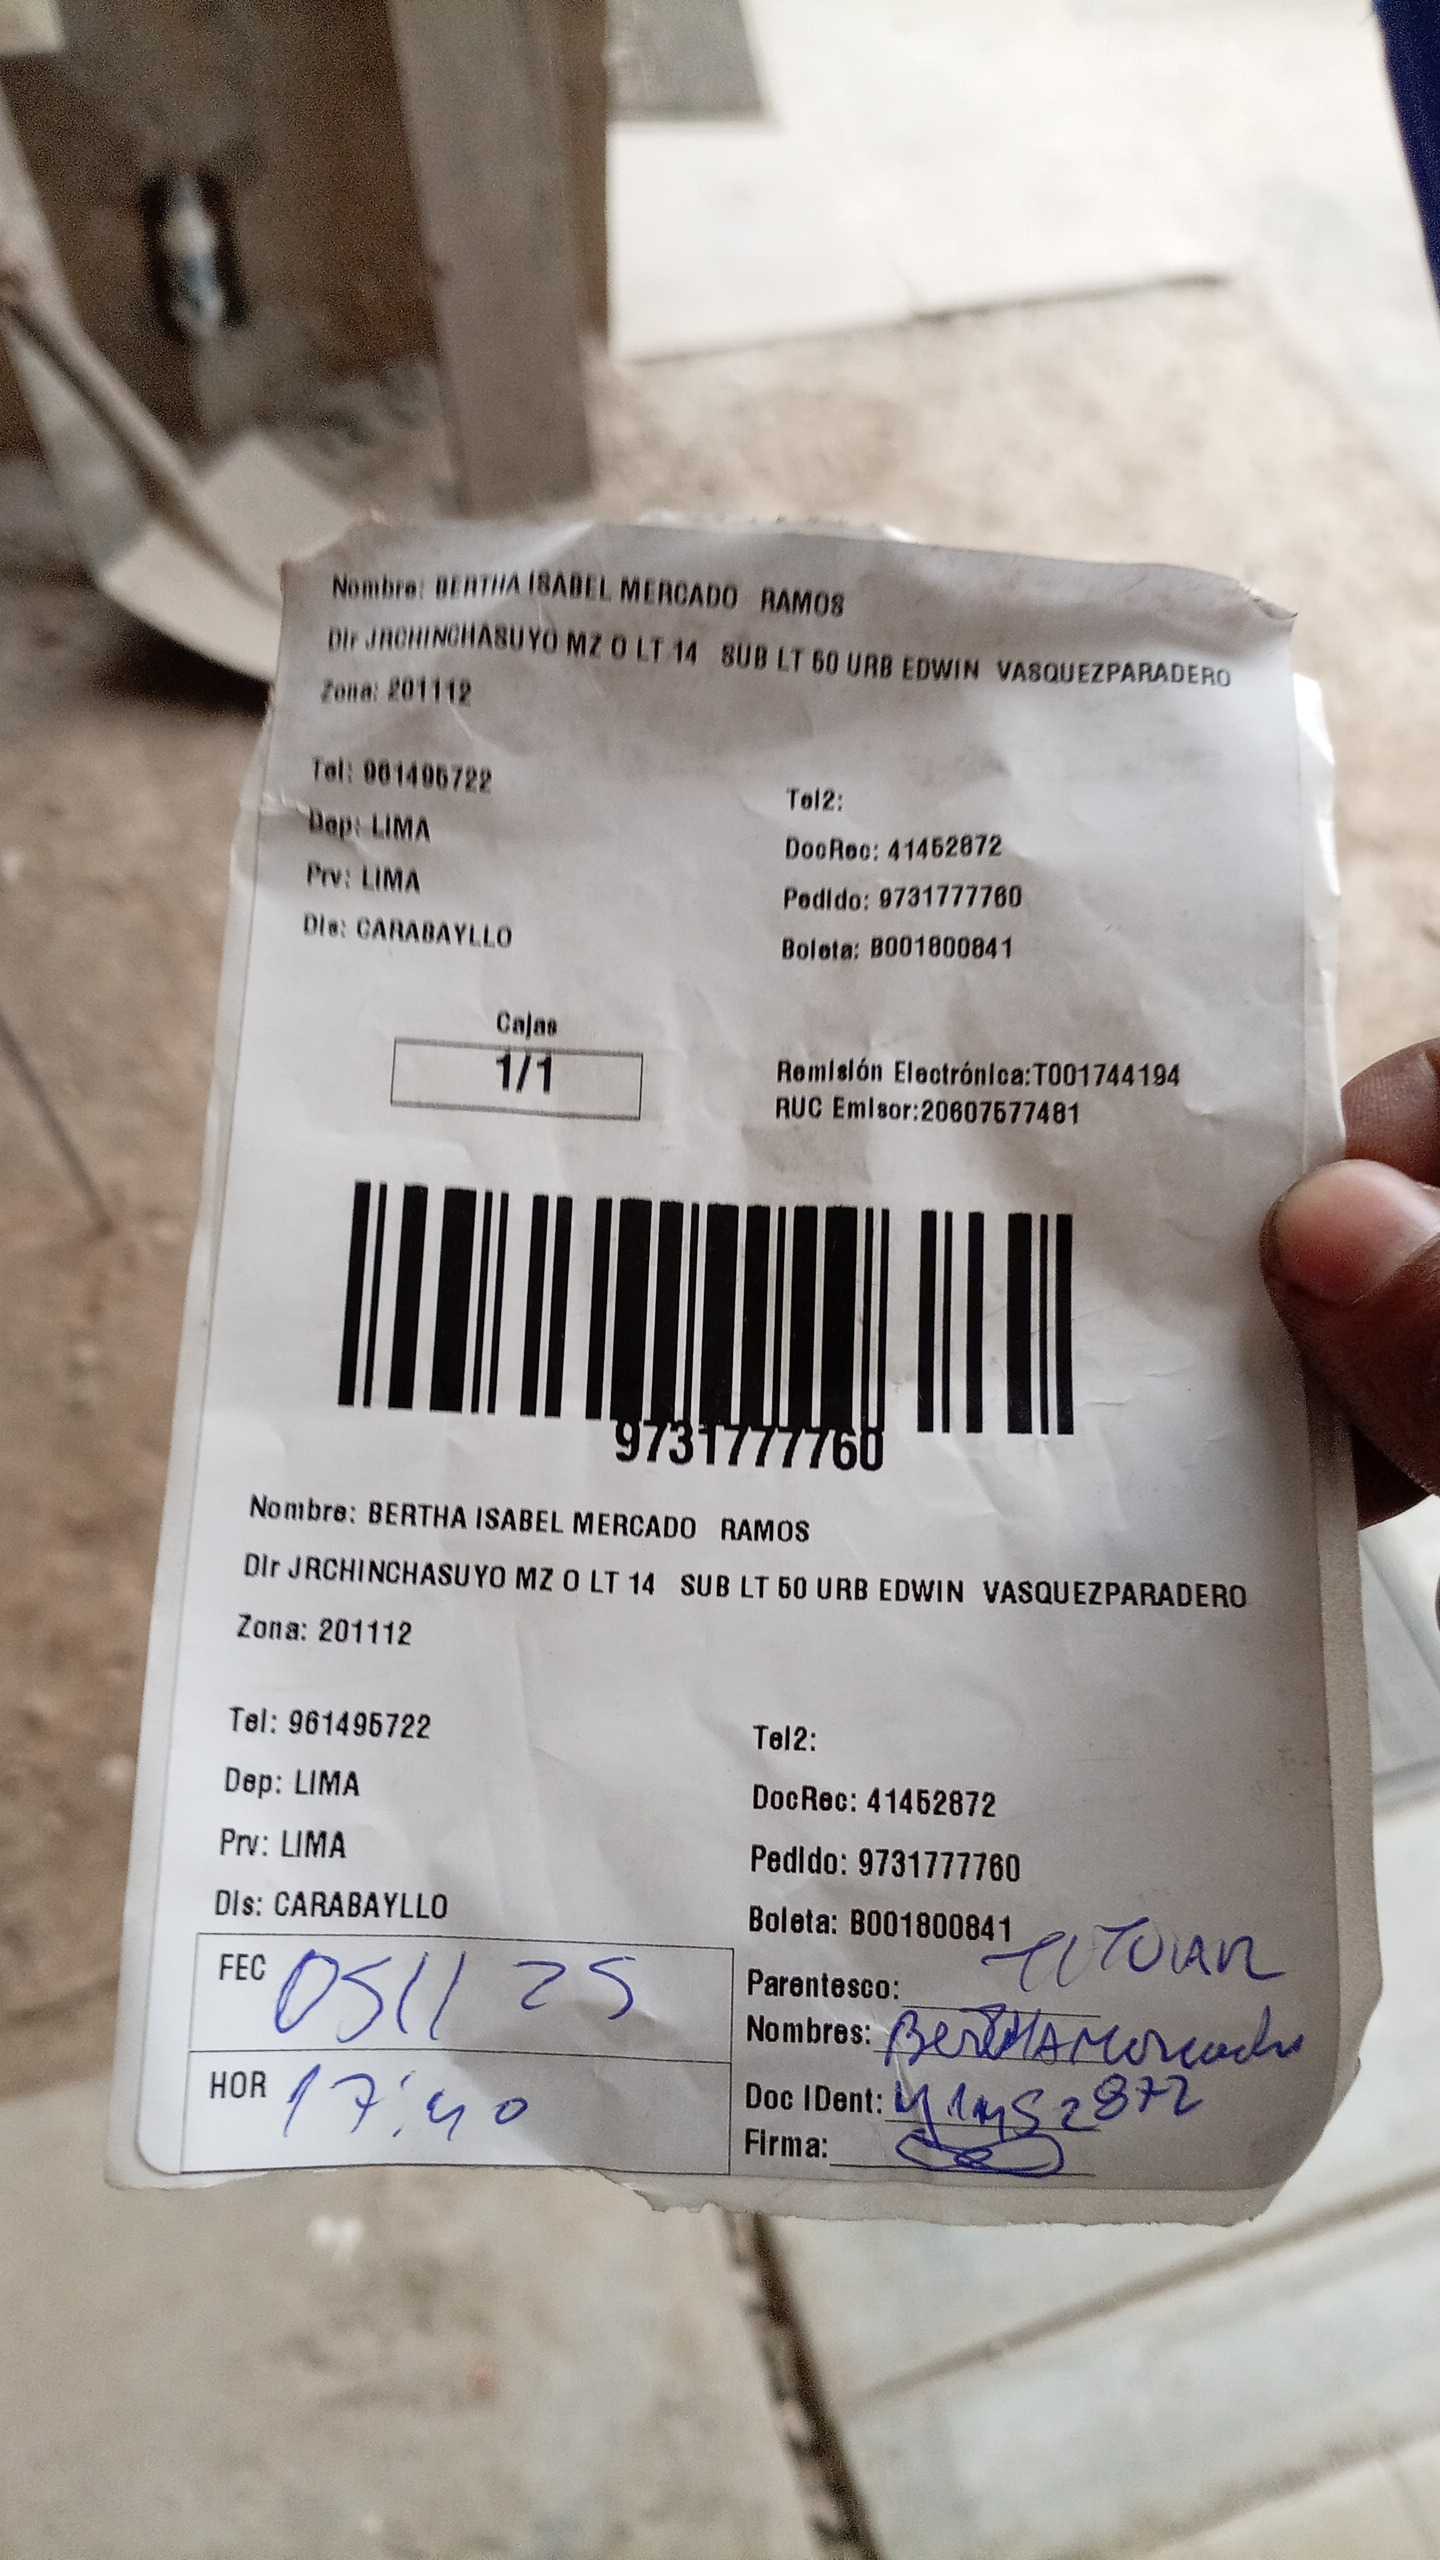 Nombre: BERTHA ISABEL MERCADO RAMOS
Dir JRCHINCHASUYO MZ O LT 14 SUB LT 50 URB EDWIN VASQUEZPARADERO
Zona: 201112
Tel: 961495722
Tel2:
Dep: LIMA
DocRec: 41452872
Prv: LIMA
Pedido: 9731777760
Dis: CARABAYLLO
Boleta: B001800841
Cajas
1/1
Remisión Electrónica:T001744194
RUC Emisor:20607577481
9731777760
Nombre: BERTHA ISABEL MERCADO RAMOS
Dir JRCHINCHASUYO MZ O LT 14 SUB LT 50 URB EDWIN VASQUEZPARADERO
Zona: 201112
Tel: 961495722
Tel2:
Dep: LIMA
DocRec: 41452872
Prv: LIMA
Pedido: 9731777760
Dis: CARABAYLLO
Boleta: B001800841
FEC 05 11 25
Parentesco: TITULAR
Nombres: Bertha Mercado
HOR 17:40
Doc IDent: 41452872
Firma: